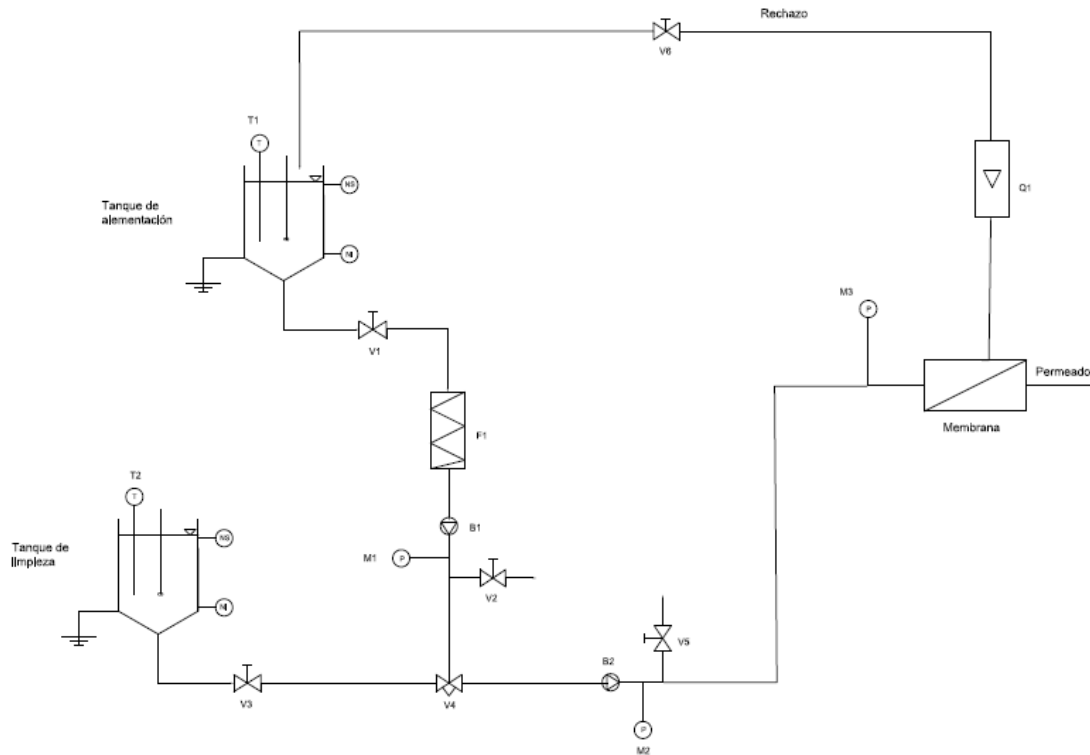 Rechazo
V6
T1
T
NS
Q1
Tanque de
alementación
NI
M3
P
V1
Permeado
Membrana
F1
T2
T
B1
NS
Tanque de
limpieza
M1
P
V2
NI
V5
B2
V3
V4
P
M2